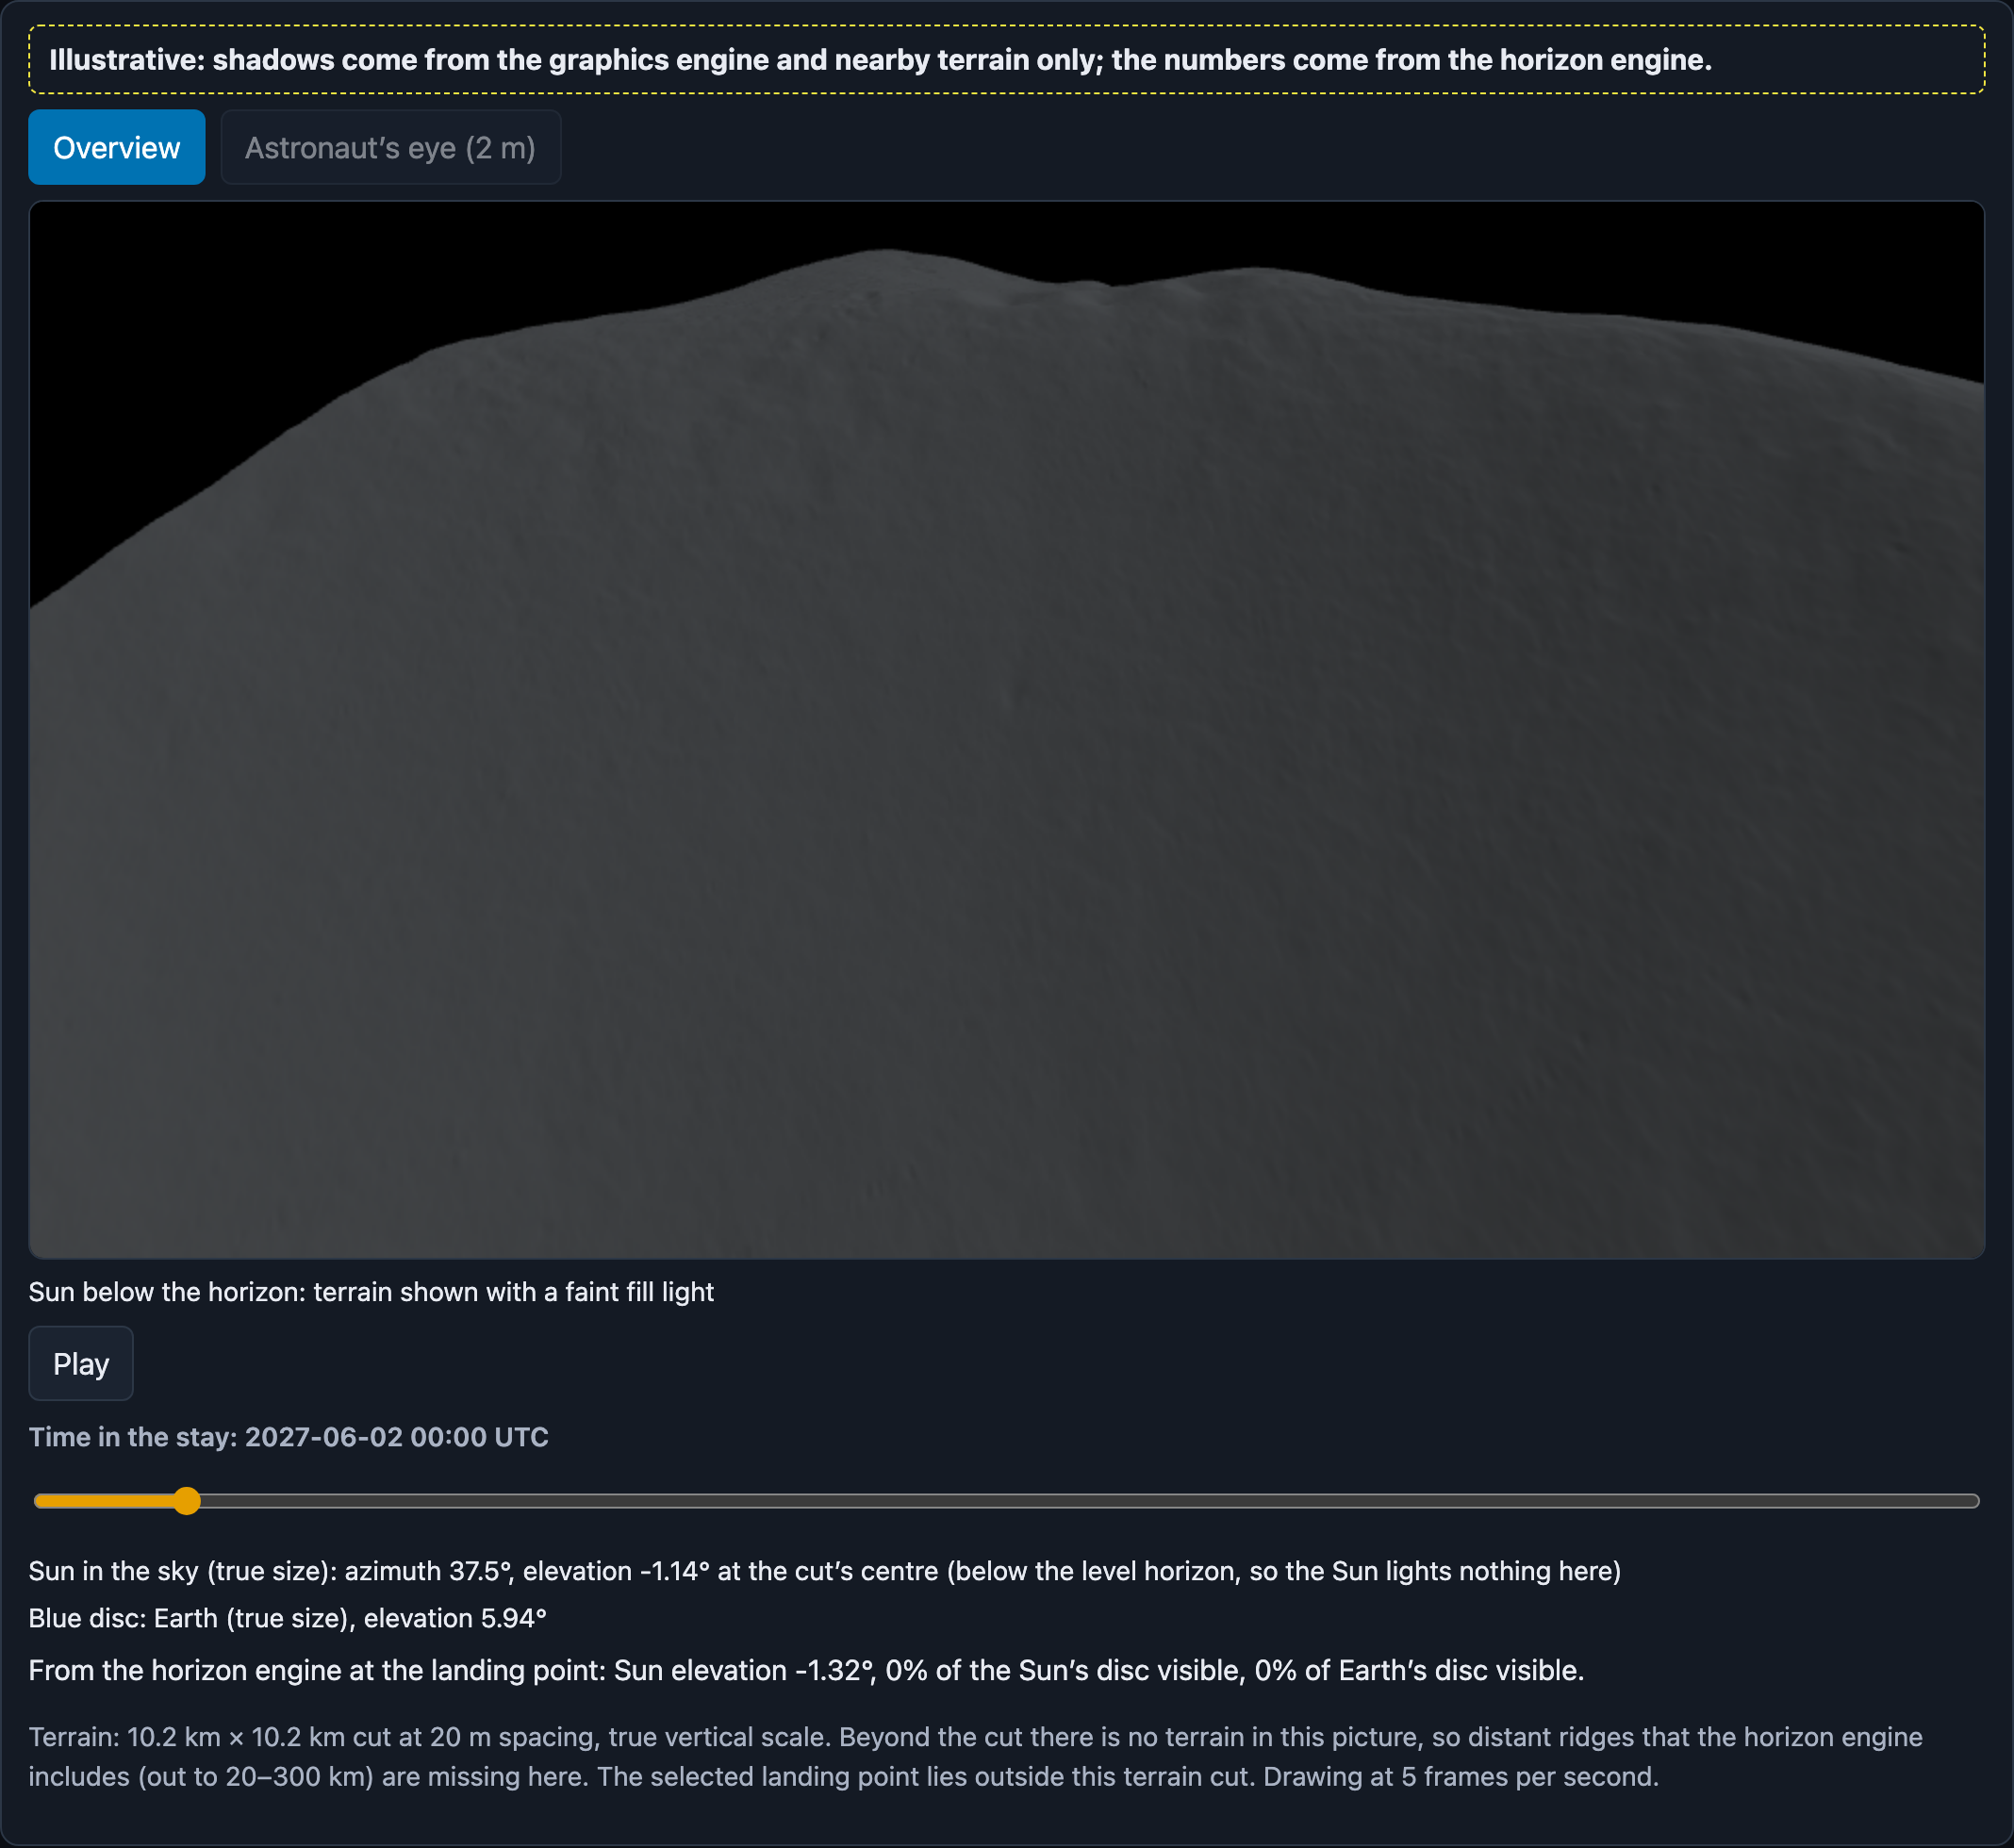 Illustrative: shadows come from the graphics engine and nearby terrain only; the numbers come from the horizon engine.
Overview
Astronaut’s eye (2 m)
Sun below the horizon: terrain shown with a faint fill light
Play
Time in the stay: 2027-06-02 00:00 UTC
Sun in the sky (true size): azimuth 37.5°, elevation -1.14° at the cut’s centre (below the level horizon, so the Sun lights nothing here)
Blue disc: Earth (true size), elevation 5.94°
From the horizon engine at the landing point: Sun elevation -1.32°, 0% of the Sun’s disc visible, 0% of Earth’s disc visible.
Terrain: 10.2 km × 10.2 km cut at 20 m spacing, true vertical scale. Beyond the cut there is no terrain in this picture, so distant ridges that the horizon engine
includes (out to 20–300 km) are missing here. The selected landing point lies outside this terrain cut. Drawing at 5 frames per second.